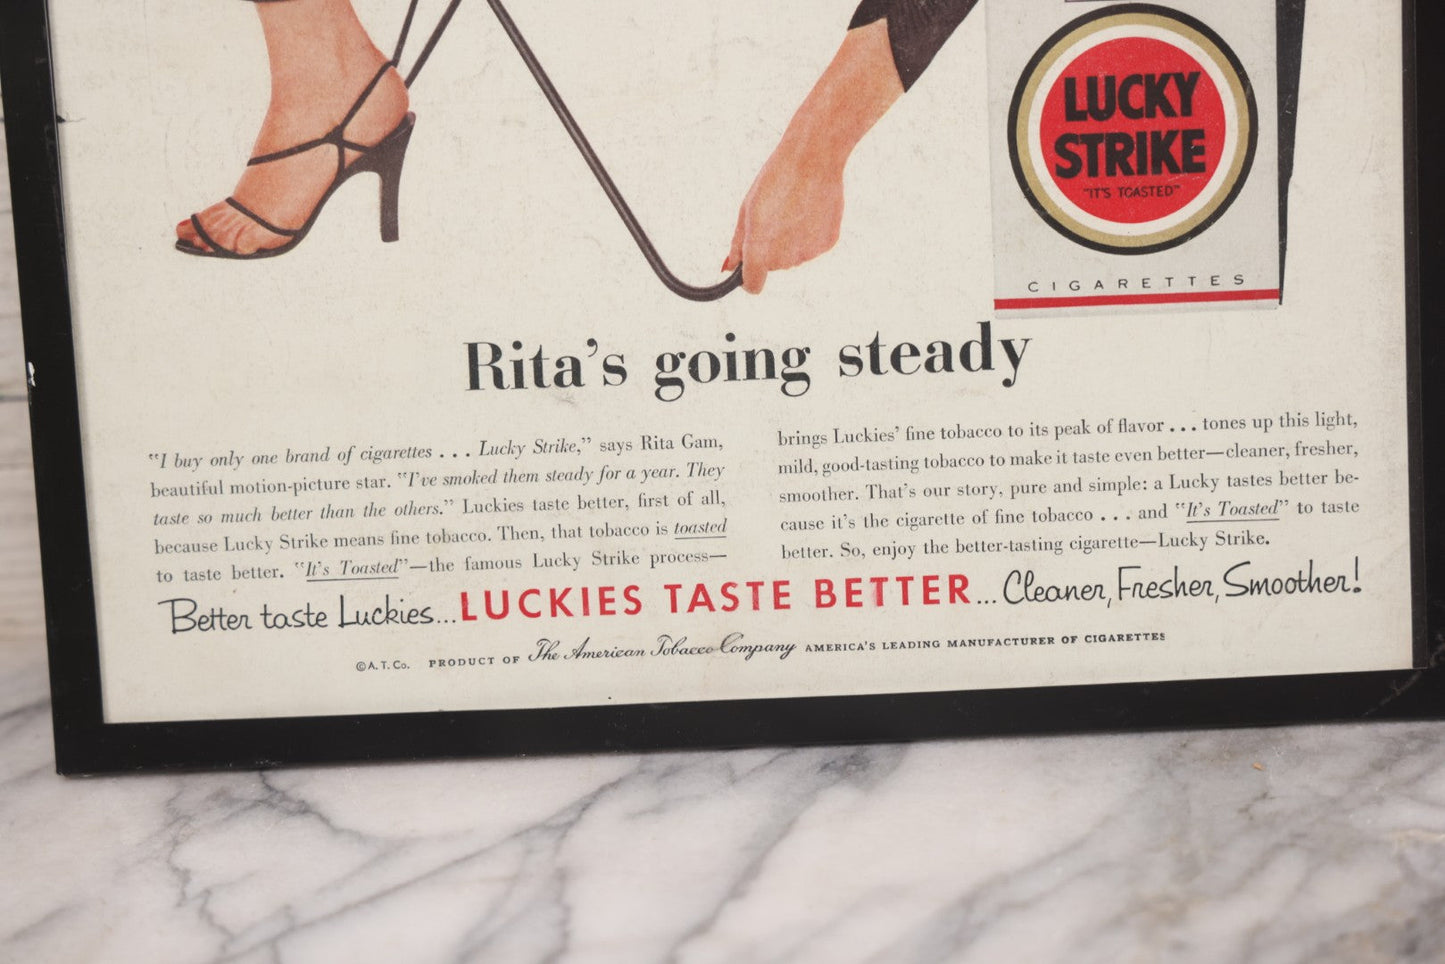 LUCKY
STRIKE
"IT'S TOASTED"
CIGARETTES
Rita's going steady
"I buy only one brand of cigarettes . . . Lucky Strike," says Rita Gam,
beautiful motion-picture star. "I've smoked them steady for a year. They
taste so much better than the others." Luckies taste better, first of all,
because Lucky Strike means fine tobacco. Then, that tobacco is toasted
to taste better. "It's Toasted"—the famous Lucky Strike process—
brings Luckies' fine tobacco to its peak of flavor . . . tones up this light,
mild, good-tasting tobacco to make it taste even better—cleaner, fresher,
smoother. That's our story, pure and simple: a Lucky tastes better be-
cause it's the cigarette of fine tobacco . . . and "It's Toasted" to taste
better. So, enjoy the better-tasting cigarette—Lucky Strike.
Better taste Luckies... LUCKIES TASTE BETTER ... Cleaner, Fresher, Smoother!
©A. T. Co. PRODUCT OF The American Tobacco Company AMERICA'S LEADING MANUFACTURER OF CIGARETTES